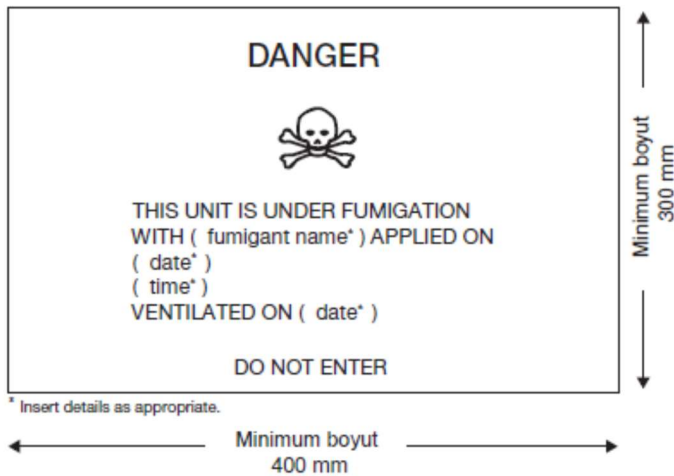 DANGER
THIS UNIT IS UNDER FUMIGATION
WITH ( fumigant name* ) APPLIED ON
( date* )
( time* )
VENTILATED ON ( date* )
DO NOT ENTER
* Insert details as appropriate.
Minimum boyut
400 mm
Minimum boyut
300 mm